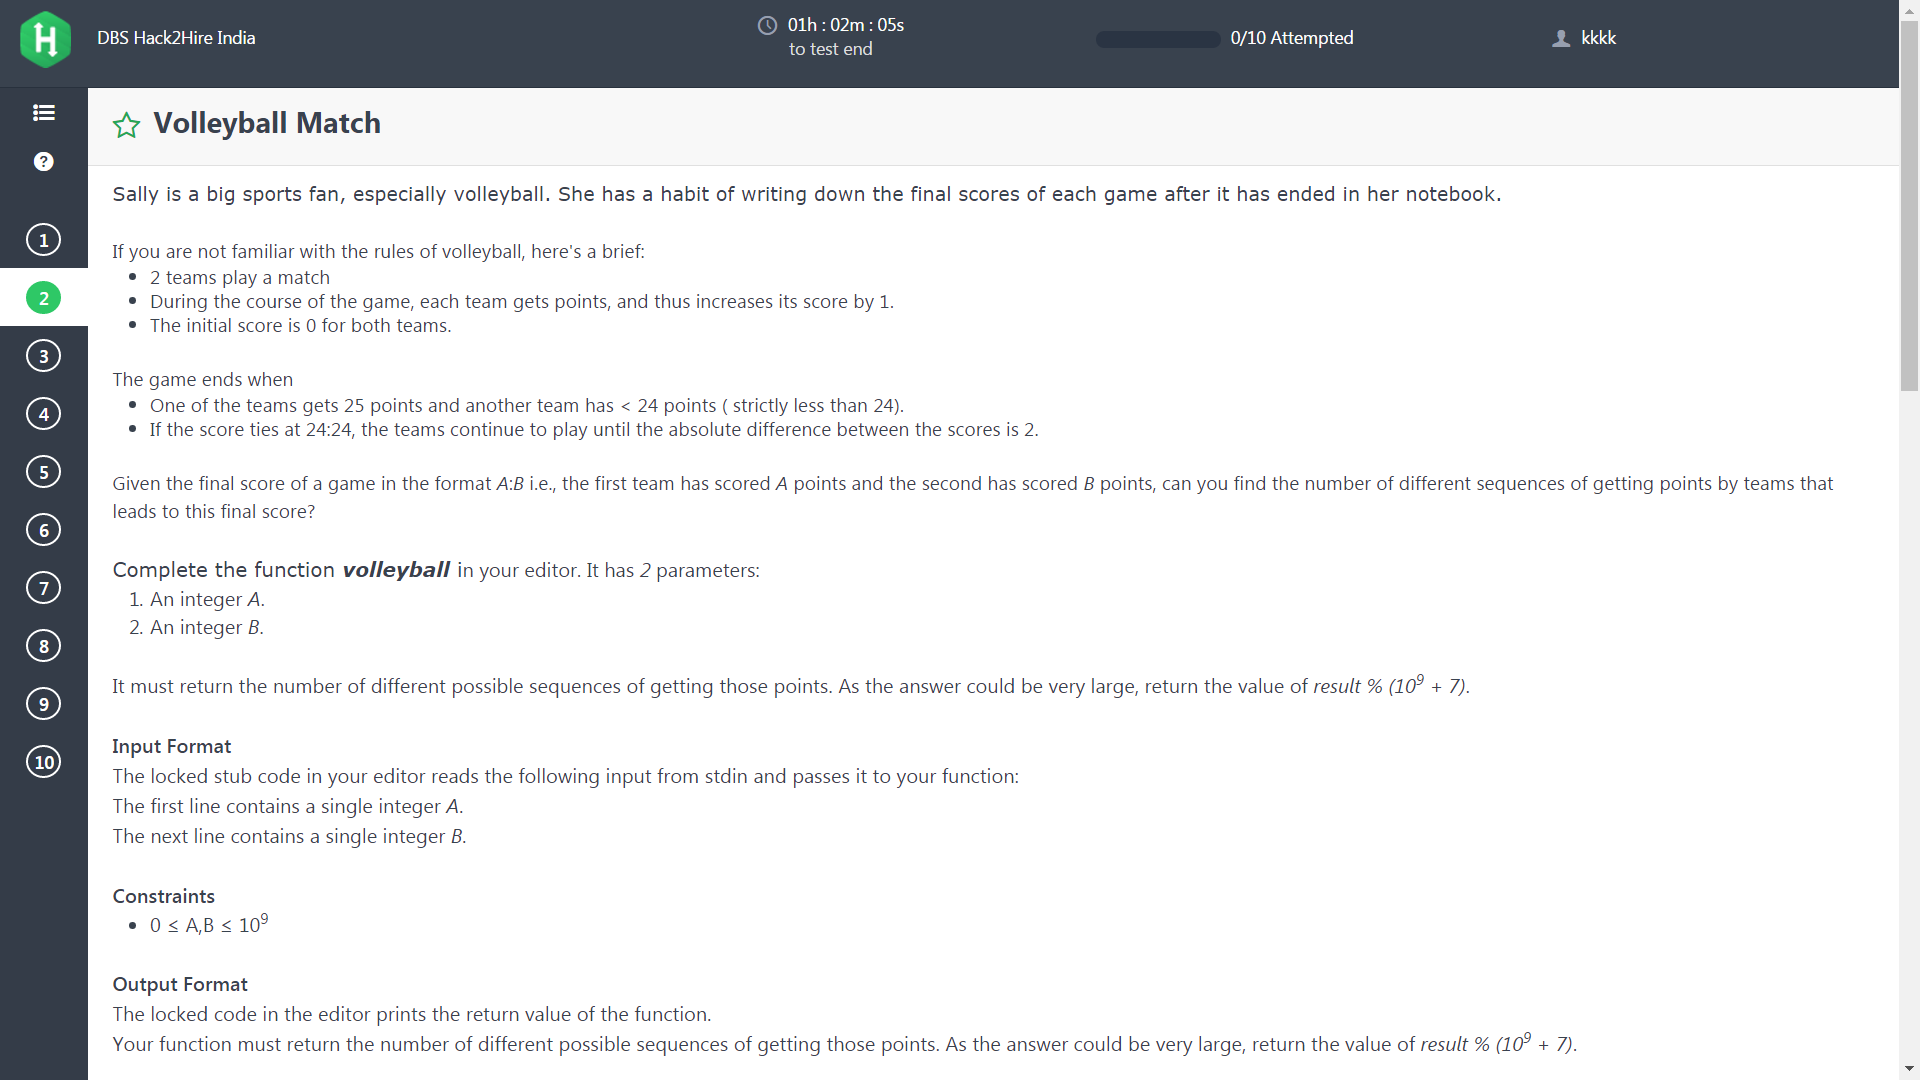 DBS Hack2Hire India
01h : 02m : 05s
to test end
0/10 Attempted
kkkk
Volleyball Match
Sally is a big sports fan, especially volleyball. She has a habit of writing down the final scores of each game after it has ended in her notebook.
If you are not familiar with the rules of volleyball, here's a brief:
• 2 teams play a match
• During the course of the game, each team gets points, and thus increases its score by 1.
• The initial score is 0 for both teams.
The game ends when
• One of the teams gets 25 points and another team has < 24 points ( strictly less than 24).
• If the score ties at 24:24, the teams continue to play until the absolute difference between the scores is 2.
Given the final score of a game in the format A:B i.e., the first team has scored A points and the second has scored B points, can you find the number of different sequences of getting points by teams that
leads to this final score?
Complete the function volleyball in your editor. It has 2 parameters:
1. An integer A.
2. An integer B.
It must return the number of different possible sequences of getting those points. As the answer could be very large, return the value of result % (10⁹ + 7).
Input Format
The locked stub code in your editor reads the following input from stdin and passes it to your function:
The first line contains a single integer A.
The next line contains a single integer B.
Constraints
• 0 ≤ A,B ≤ 10⁹
Output Format
The locked code in the editor prints the return value of the function.
Your function must return the number of different possible sequences of getting those points. As the answer could be very large, return the value of result % (10⁹ + 7).
H
?
1
2
3
4
5
6
7
8
9
10